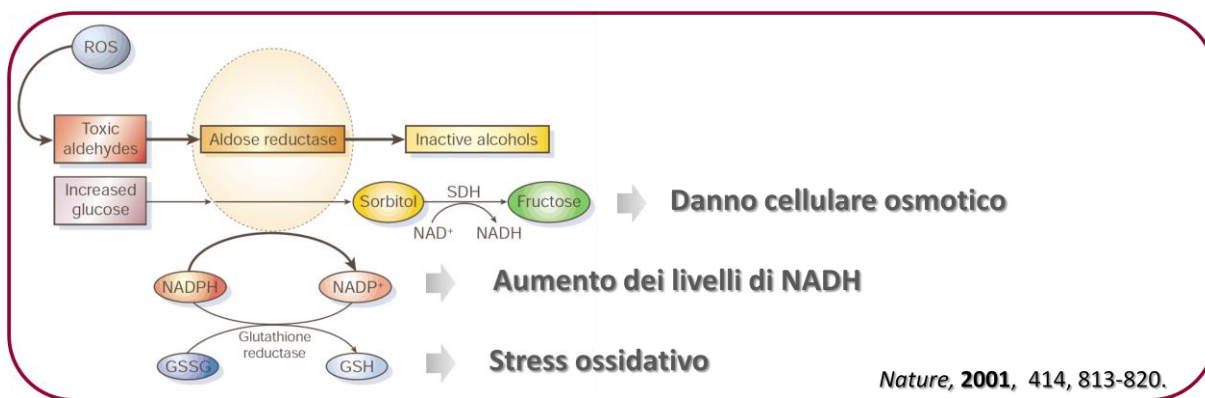 ROS
Toxic
aldehydes
Aldose reductase
Inactive alcohols
Increased
glucose
Sorbitol
SDH
Fructose
NAD⁺
NADH
Danno cellulare osmotico
NADPH
NADP⁺
Aumento dei livelli di NADH
Glutathione
reductase
GSSG
GSH
Stress ossidativo
Nature, 2001, 414, 813-820.